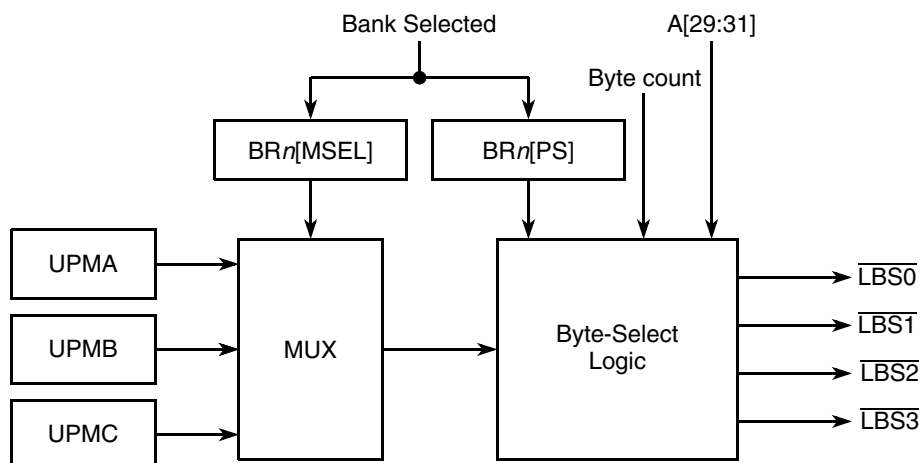 Bank Selected
A[29:31]
Byte count
BRn[MSEL]
BRn[PS]
UPMA
UPMB
UPMC
MUX
Byte-Select
Logic
LBS0
LBS1
LBS2
LBS3